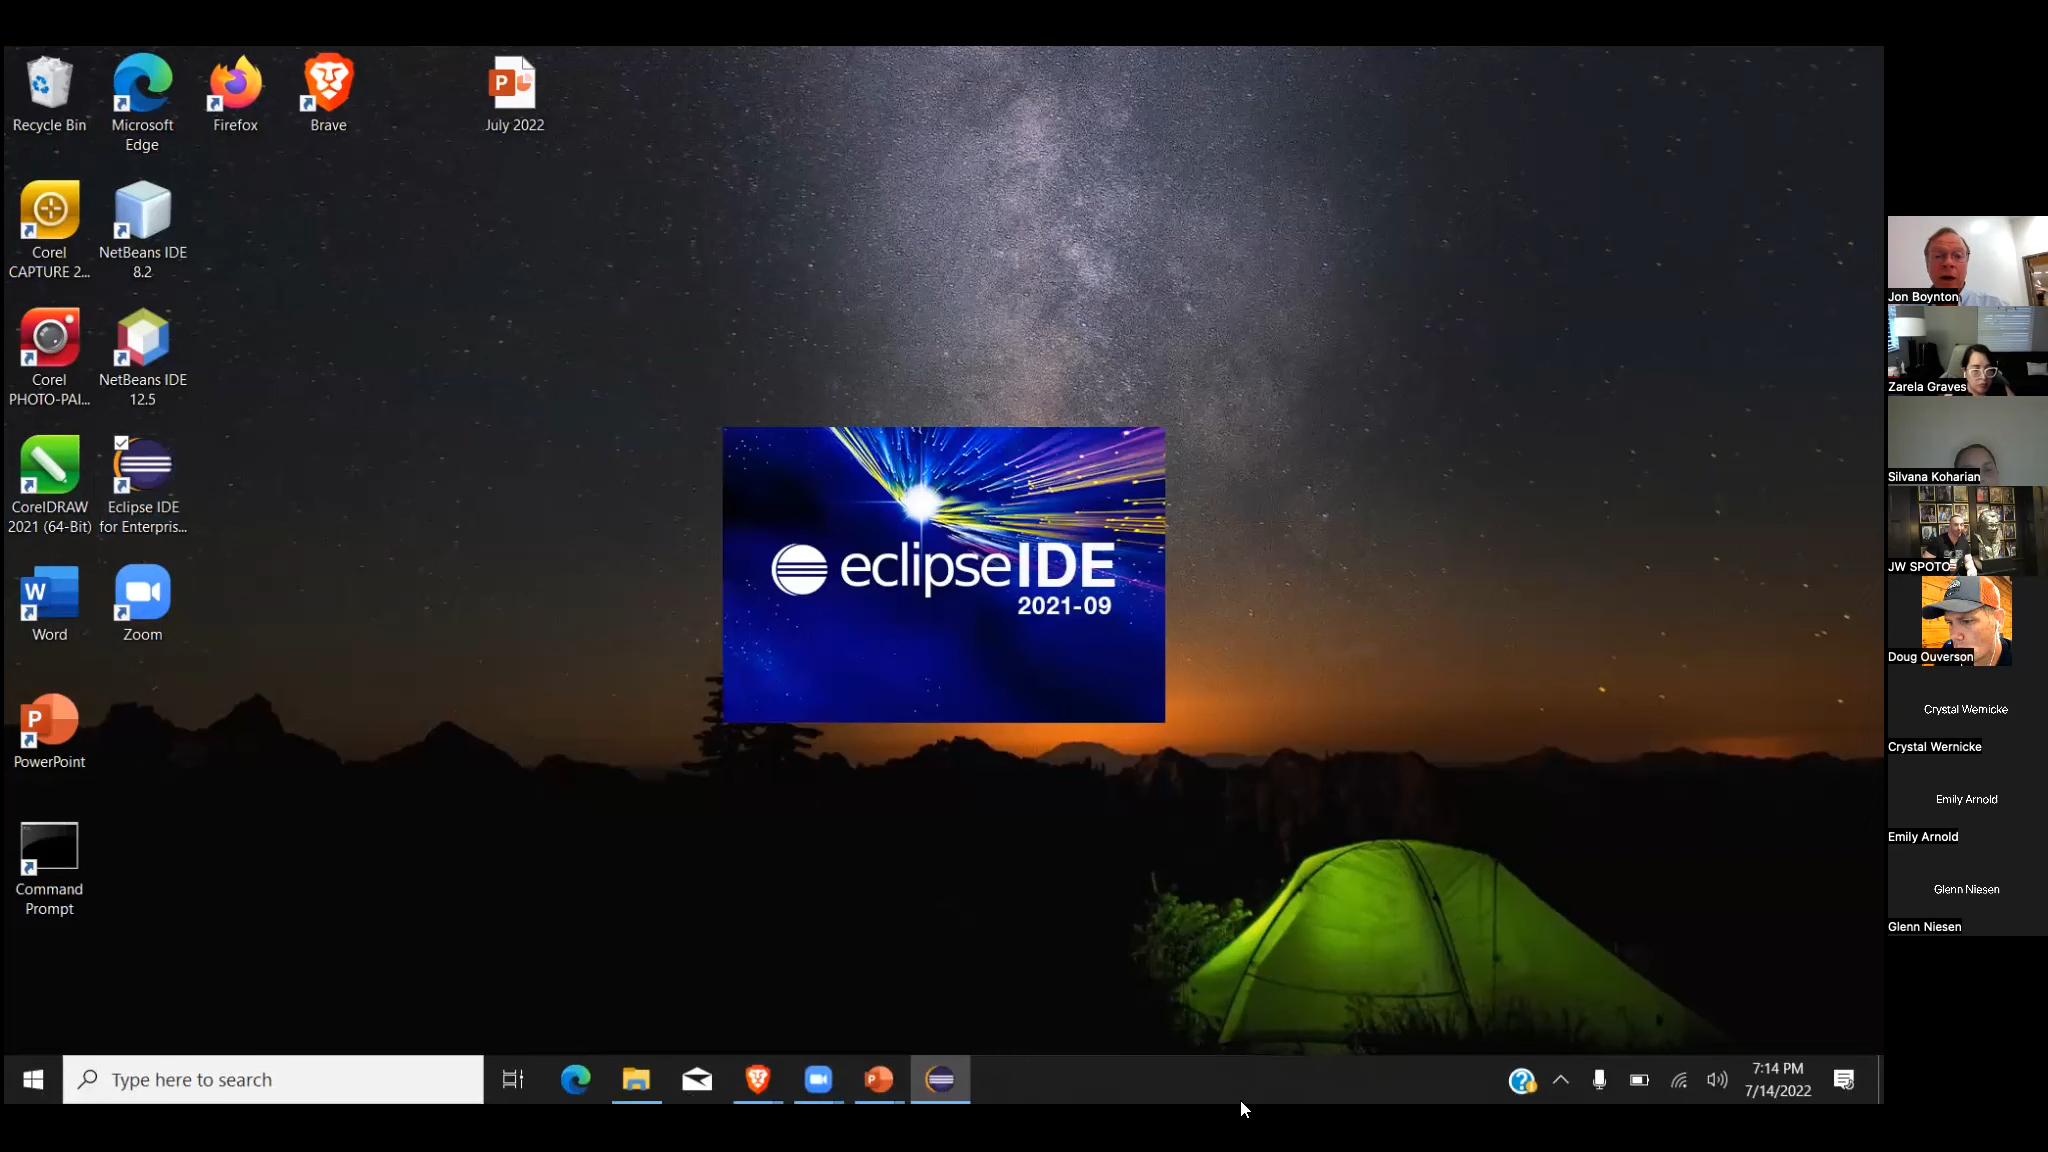 Recycle Bin
Microsoft
Edge
Firefox
Brave
July 2022
Corel
CAPTURE 2...
NetBeans IDE
8.2
Corel
PHOTO-PAI...
NetBeans IDE
12.5
CorelDRAW
2021 (64-Bit)
Eclipse IDE
for Enterpris...
Word
Zoom
PowerPoint
Command
Prompt
eclipse IDE
2021-09
Jon Boynton
Zarela Graves
Silvana Koharian
JW SPOTO
Doug Ouverson
Crystal Wernicke
Crystal Wernicke
Emily Arnold
Emily Arnold
Glenn Niesen
Glenn Niesen
Type here to search
7:14 PM
7/14/2022